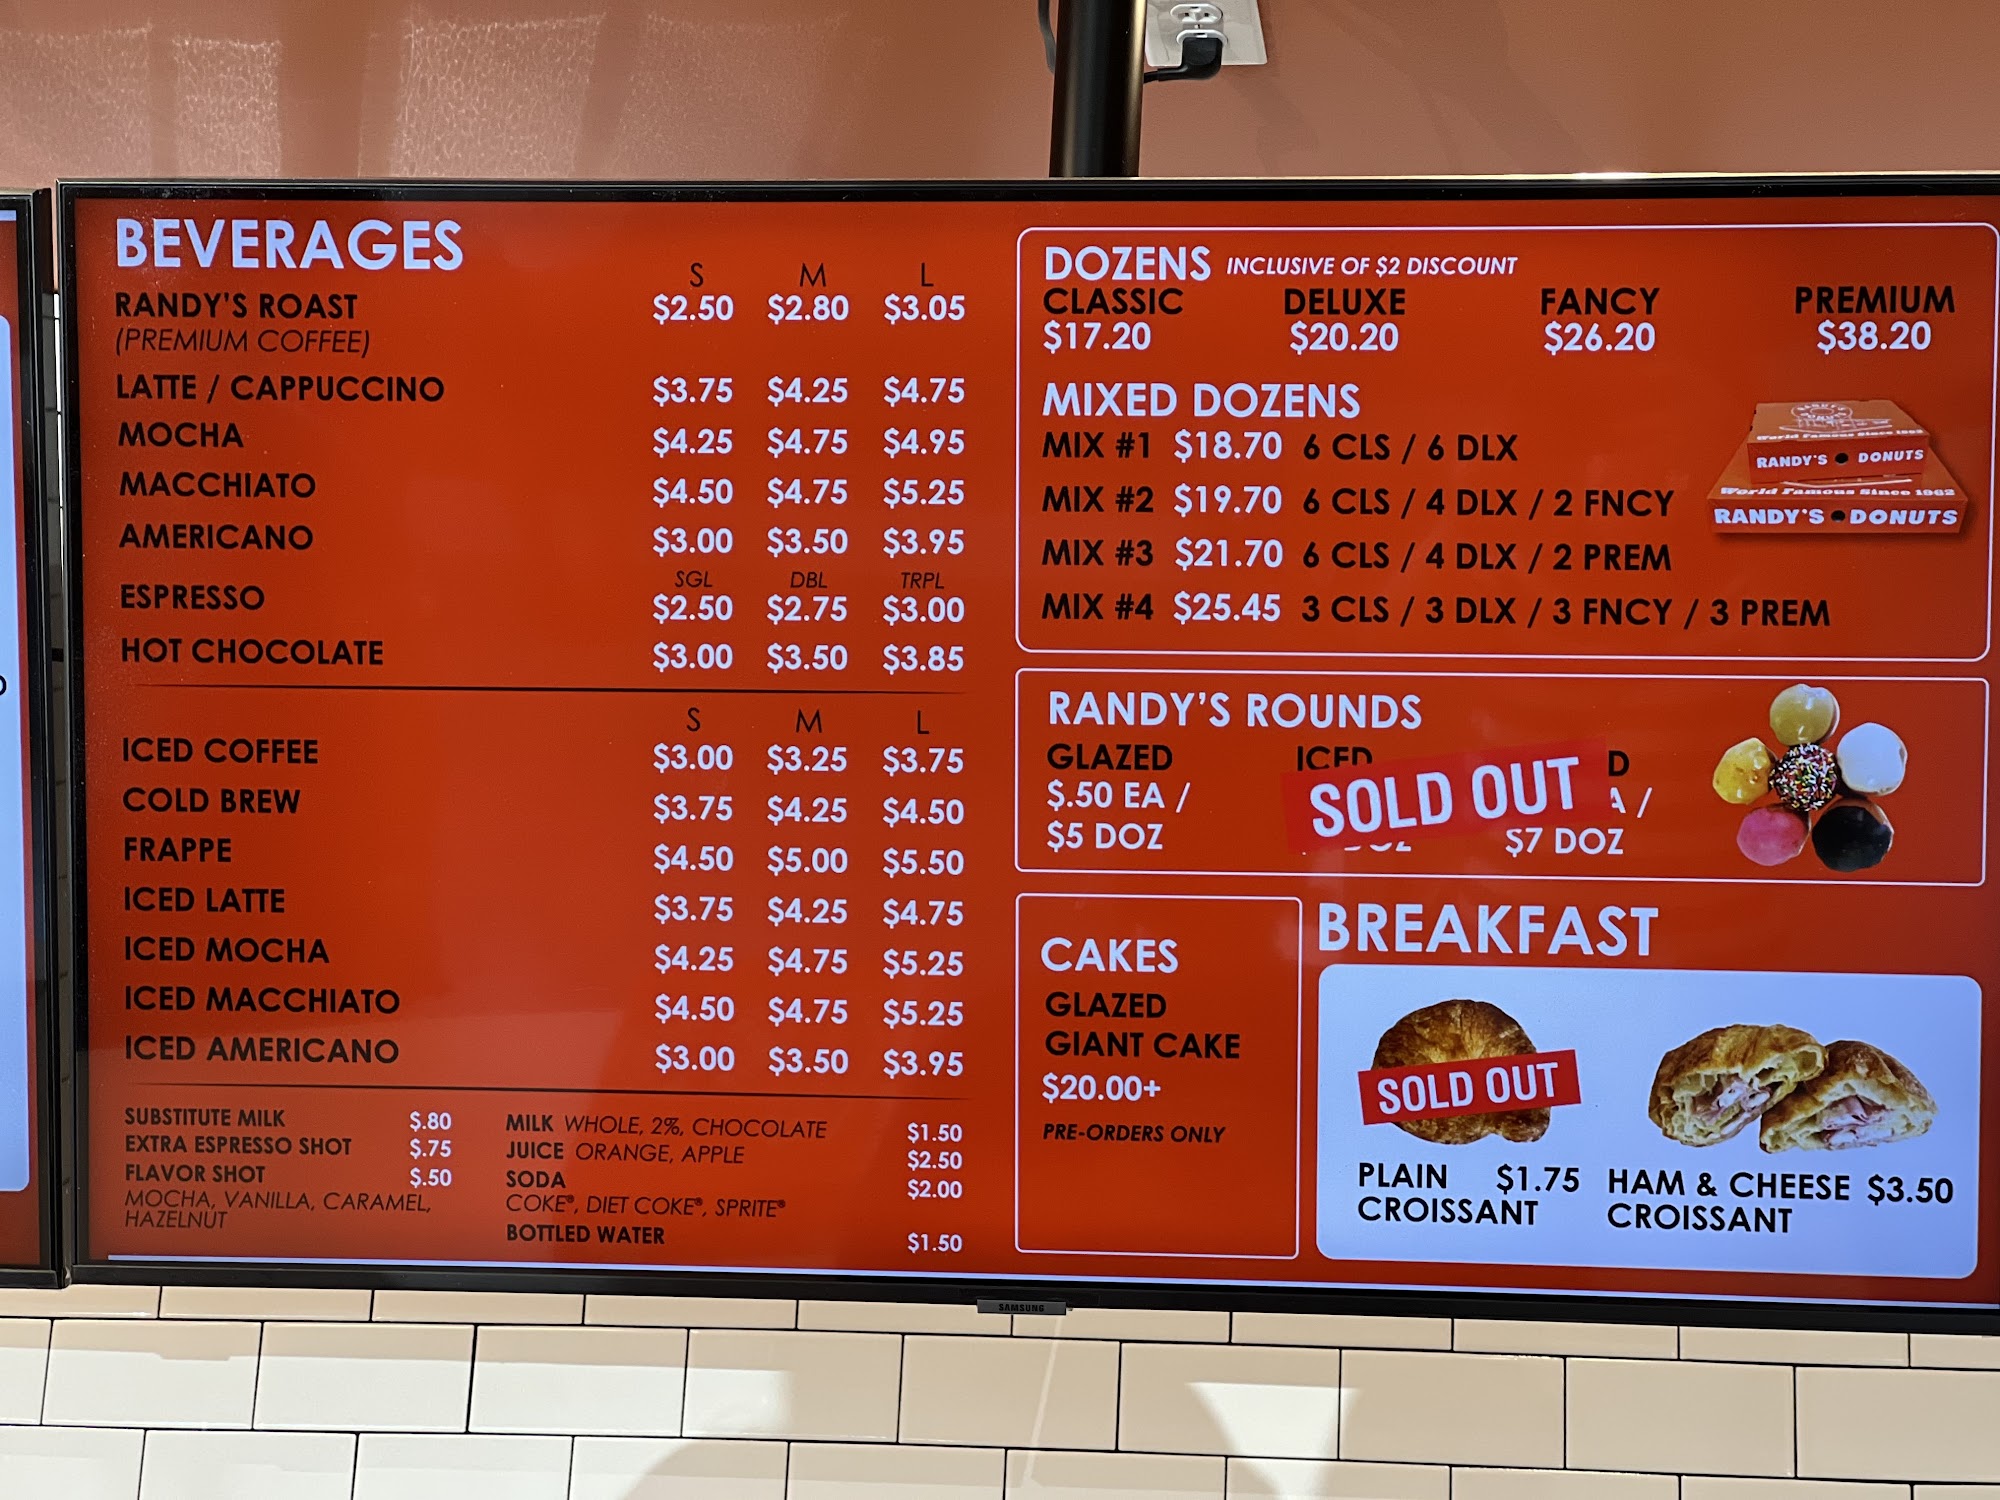 BEVERAGES
S M L
RANDY'S ROAST $2.50 $2.80 $3.05
(PREMIUM COFFEE)
LATTE / CAPPUCCINO $3.75 $4.25 $4.75
MOCHA $4.25 $4.75 $4.95
MACCHIATO $4.50 $4.75 $5.25
AMERICANO $3.00 $3.50 $3.95
SGL DBL TRPL
ESPRESSO $2.50 $2.75 $3.00
HOT CHOCOLATE $3.00 $3.50 $3.85
S M L
ICED COFFEE $3.00 $3.25 $3.75
COLD BREW $3.75 $4.25 $4.50
FRAPPE $4.50 $5.00 $5.50
ICED LATTE $3.75 $4.25 $4.75
ICED MOCHA $4.25 $4.75 $5.25
ICED MACCHIATO $4.50 $4.75 $5.25
ICED AMERICANO $3.00 $3.50 $3.95
SUBSTITUTE MILK $.80
EXTRA ESPRESSO SHOT $.75
FLAVOR SHOT $.50
MOCHA, VANILLA, CARAMEL,
HAZELNUT
MILK WHOLE, 2%, CHOCOLATE $1.50
JUICE ORANGE, APPLE $2.50
SODA $2.00
COKE®, DIET COKE®, SPRITE®
BOTTLED WATER $1.50
DOZENS INCLUSIVE OF $2 DISCOUNT
CLASSIC DELUXE FANCY PREMIUM
$17.20 $20.20 $26.20 $38.20
MIXED DOZENS
MIX #1 $18.70 6 CLS / 6 DLX
MIX #2 $19.70 6 CLS / 4 DLX / 2 FNCY
MIX #3 $21.70 6 CLS / 4 DLX / 2 PREM
MIX #4 $25.45 3 CLS / 3 DLX / 3 FNCY / 3 PREM
World Famous Since 1962
RANDY'S DONUTS
World Famous Since 1962
RANDY'S DONUTS
RANDY'S ROUNDS
GLAZED ICED
$.50 EA /
$5 DOZ $7 DOZ
SOLD OUT
CAKES
GLAZED
GIANT CAKE
$20.00+
PRE-ORDERS ONLY
BREAKFAST
SOLD OUT
PLAIN $1.75
CROISSANT
HAM & CHEESE $3.50
CROISSANT
SAMSUNG